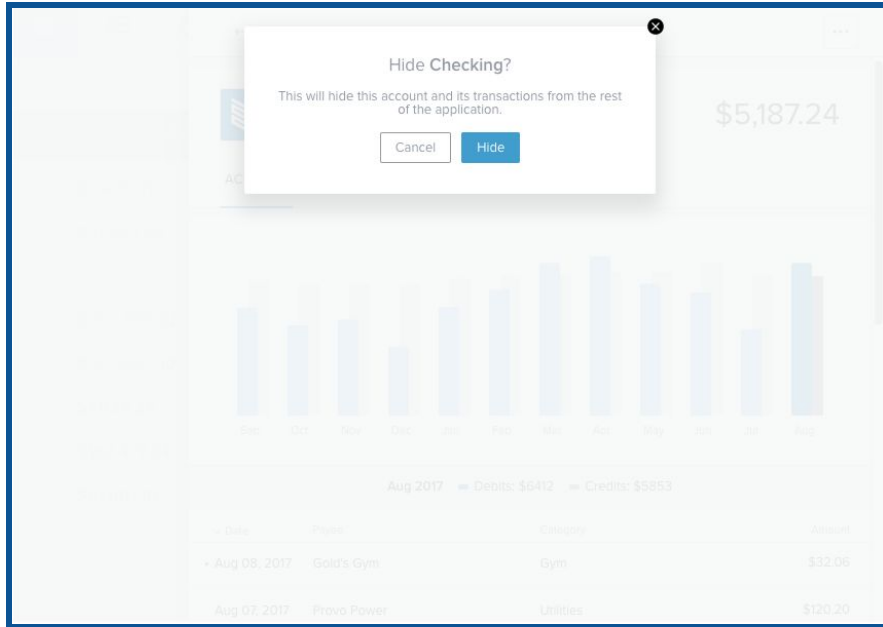 Hide Checking?
This will hide this account and its transactions from the rest
of the application.
Cancel Hide
$5,187.24
AC
Sep Oct Nov Dec Jan Feb Mar Apr May Jun Jul Aug
Aug 2017 Debits: $6412 Credits: $5853
Date Payee Category Amount
Aug 08, 2017 Gold's Gym Gym $32.06
Aug 07, 2017 Provo Power Utilities $120.20